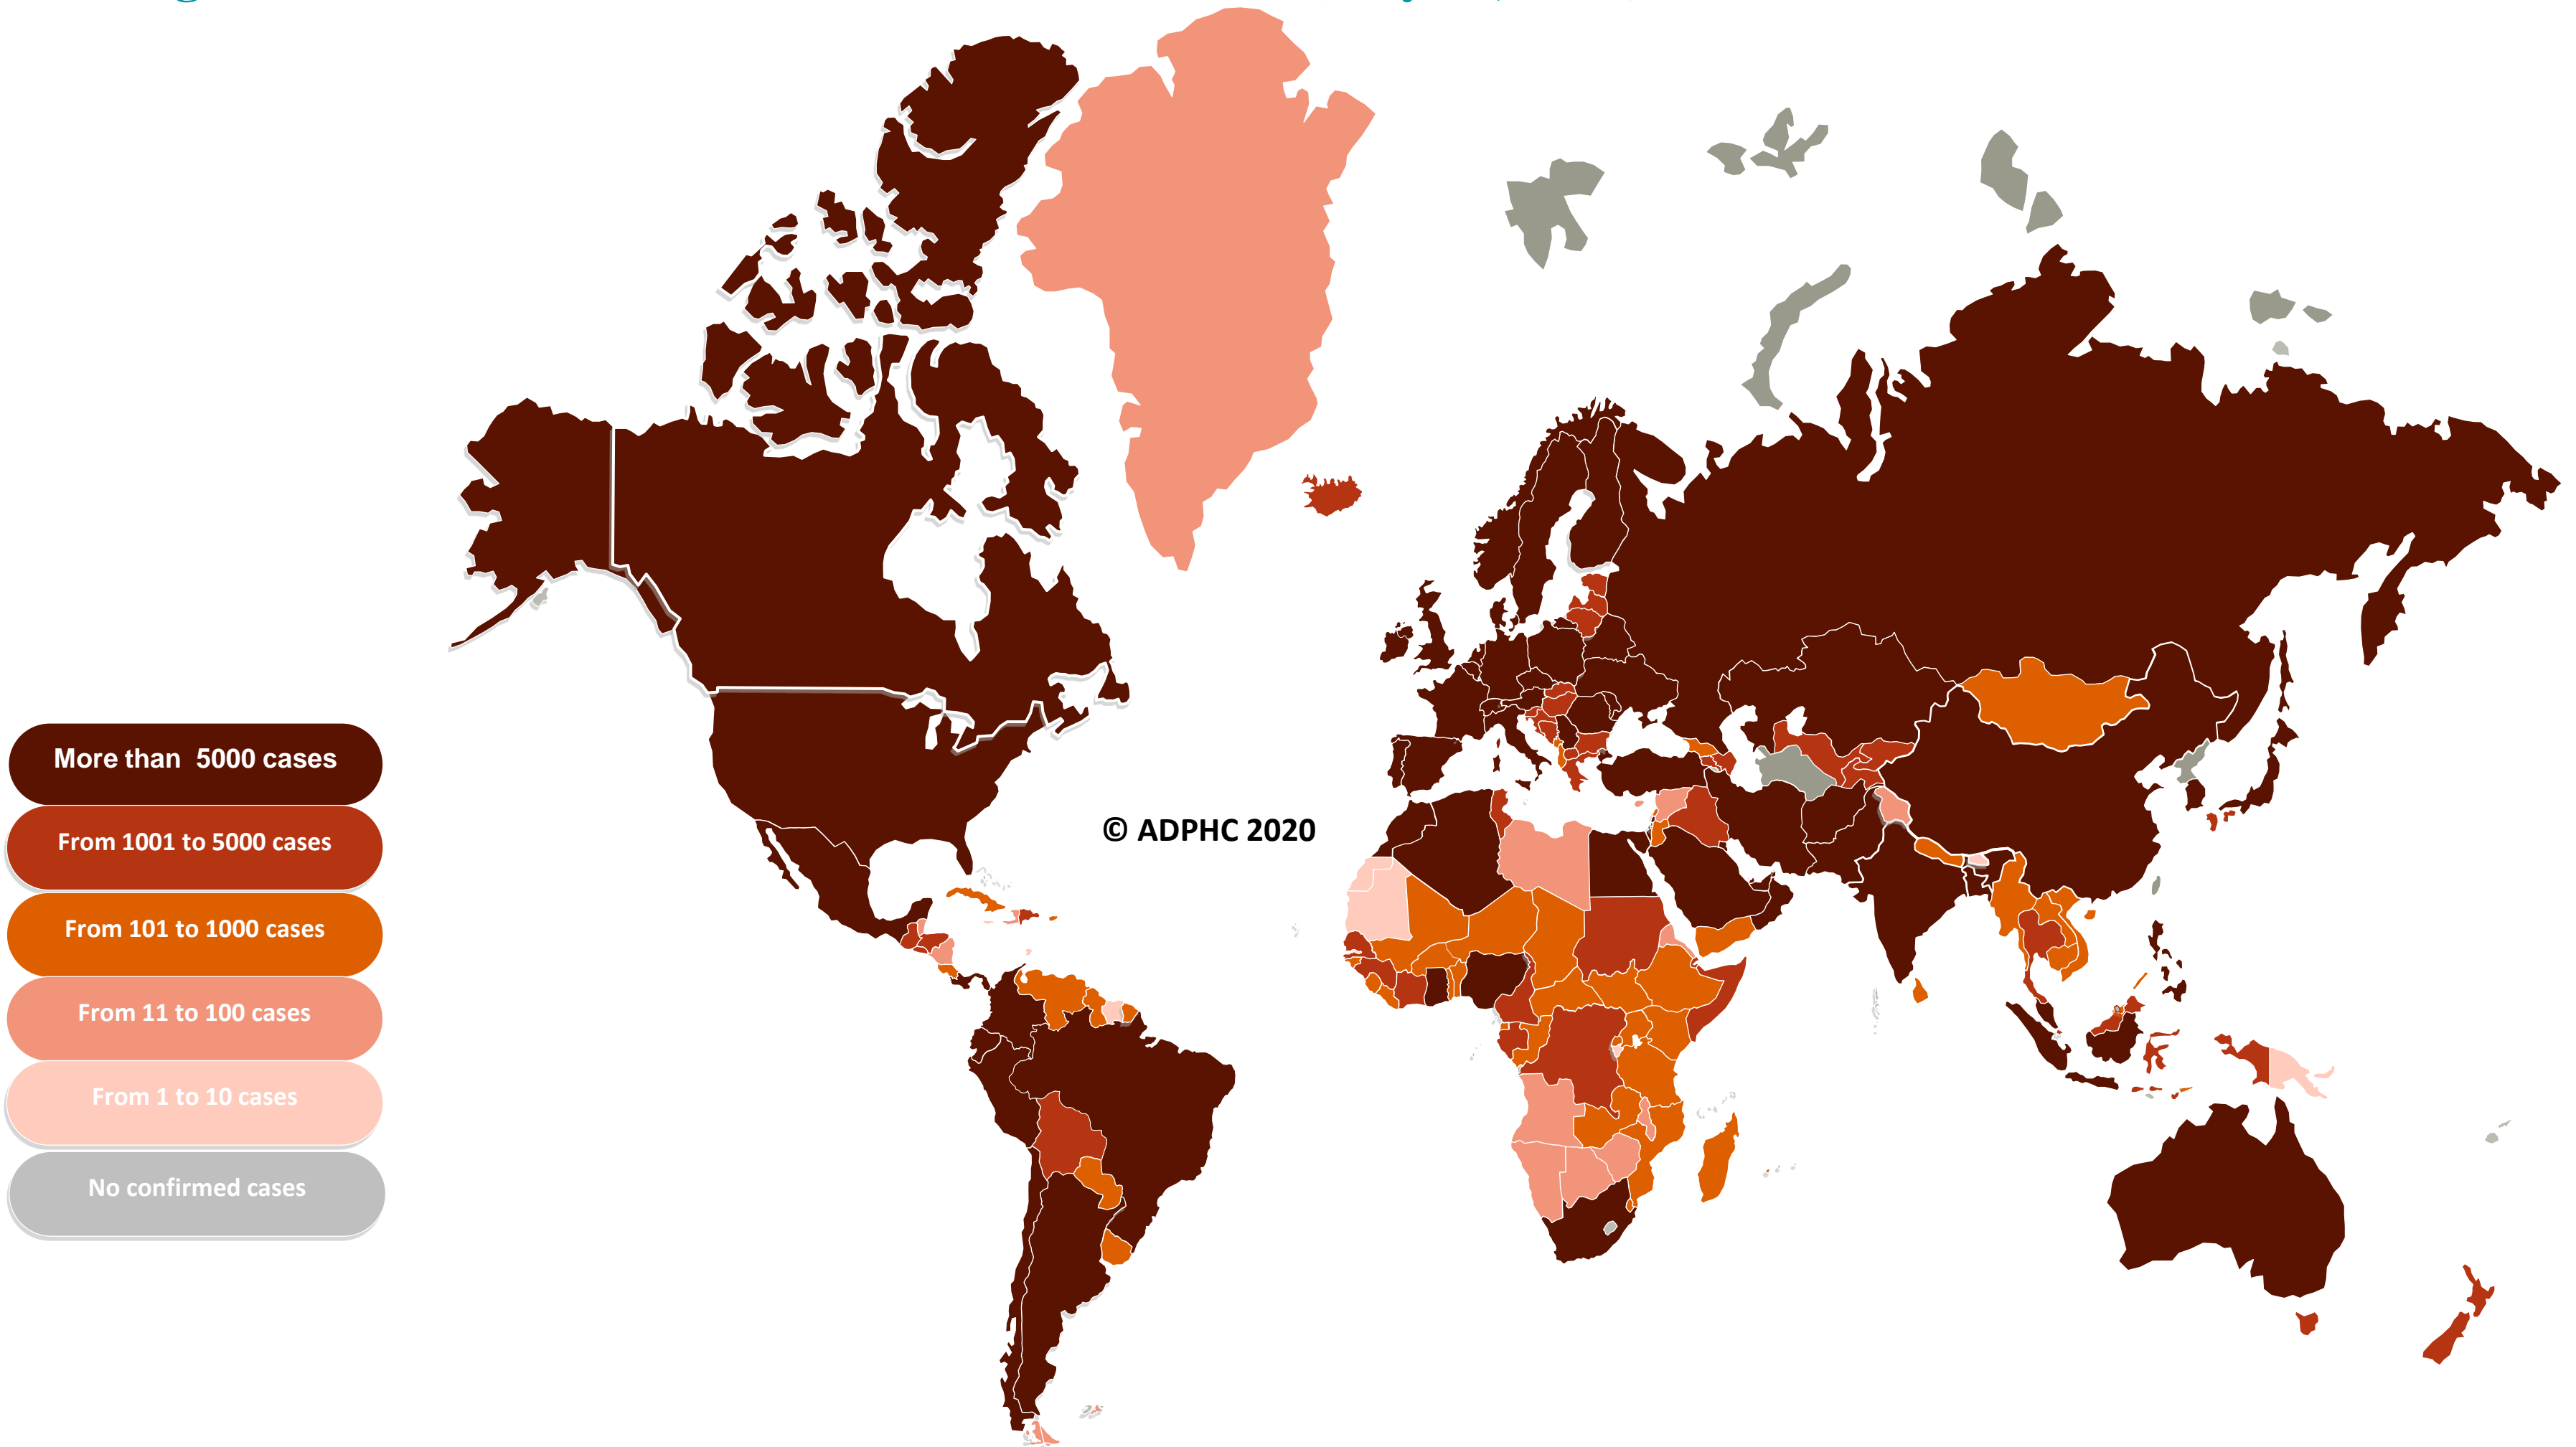 © ADPHC 2020
More than 5000 cases
From 1001 to 5000 cases
From 101 to 1000 cases
From 11 to 100 cases
From 1 to 10 cases
No confirmed cases